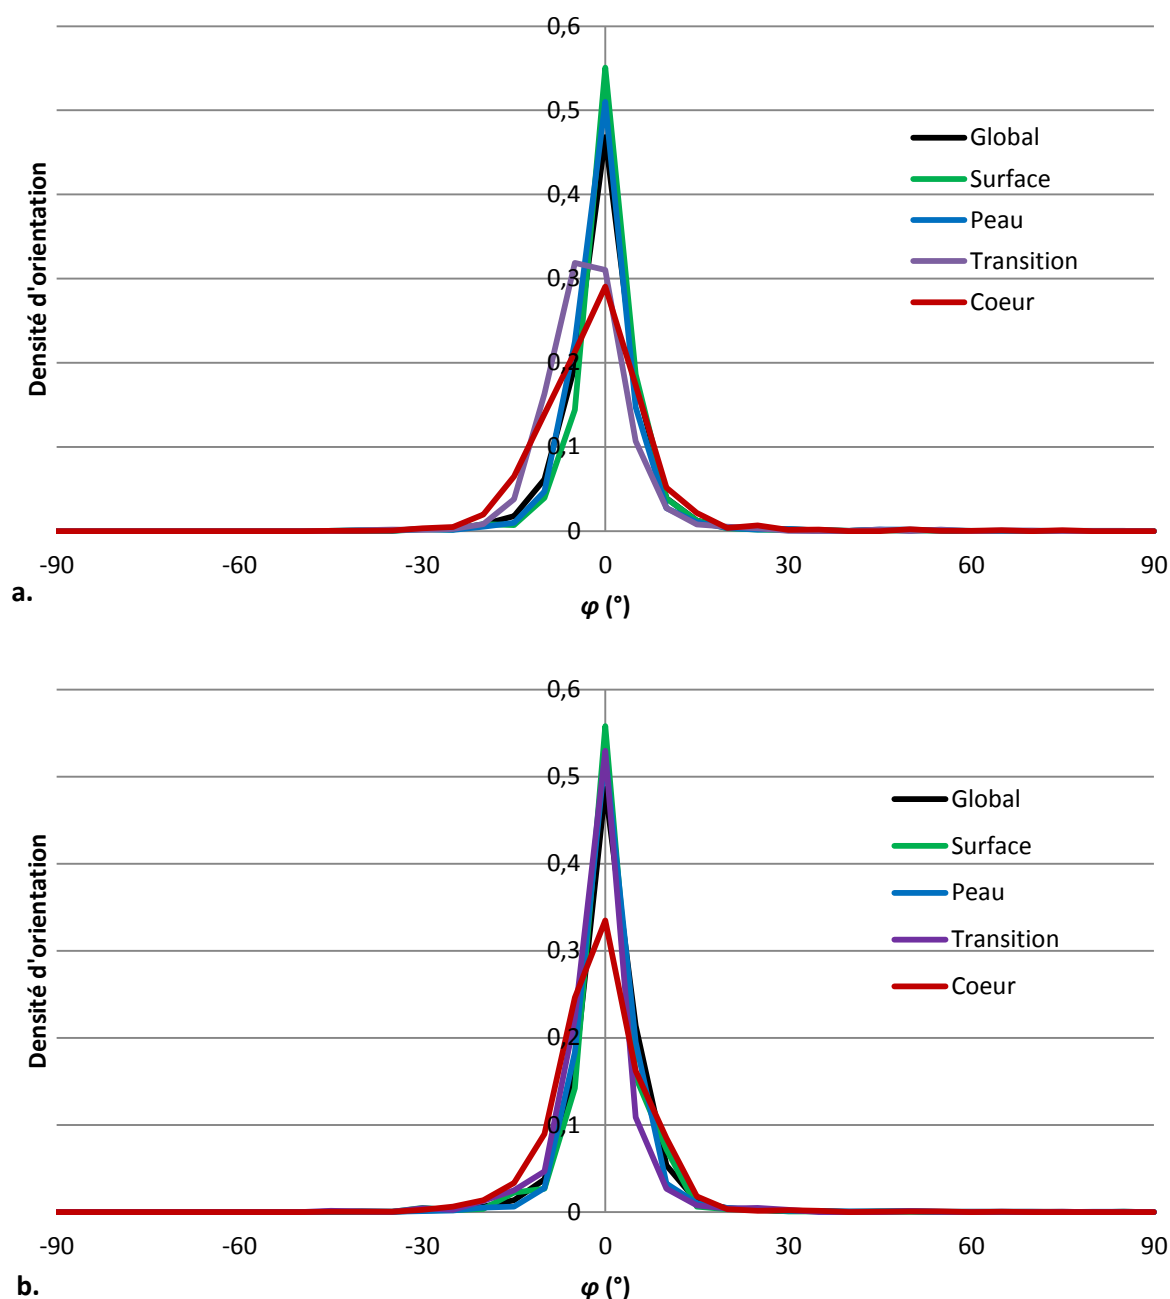 0,6
0,5
0,4
0,3
0,2
0,1
0
Densité d'orientation
Global
Surface
Peau
Transition
Coeur
-90 -60 -30 0 30 60 90
φ (°)
a.
0,6
0,5
0,4
0,3
0,2
0,1
0
Densité d'orientation
Global
Surface
Peau
Transition
Coeur
-90 -60 -30 0 30 60 90
φ (°)
b.